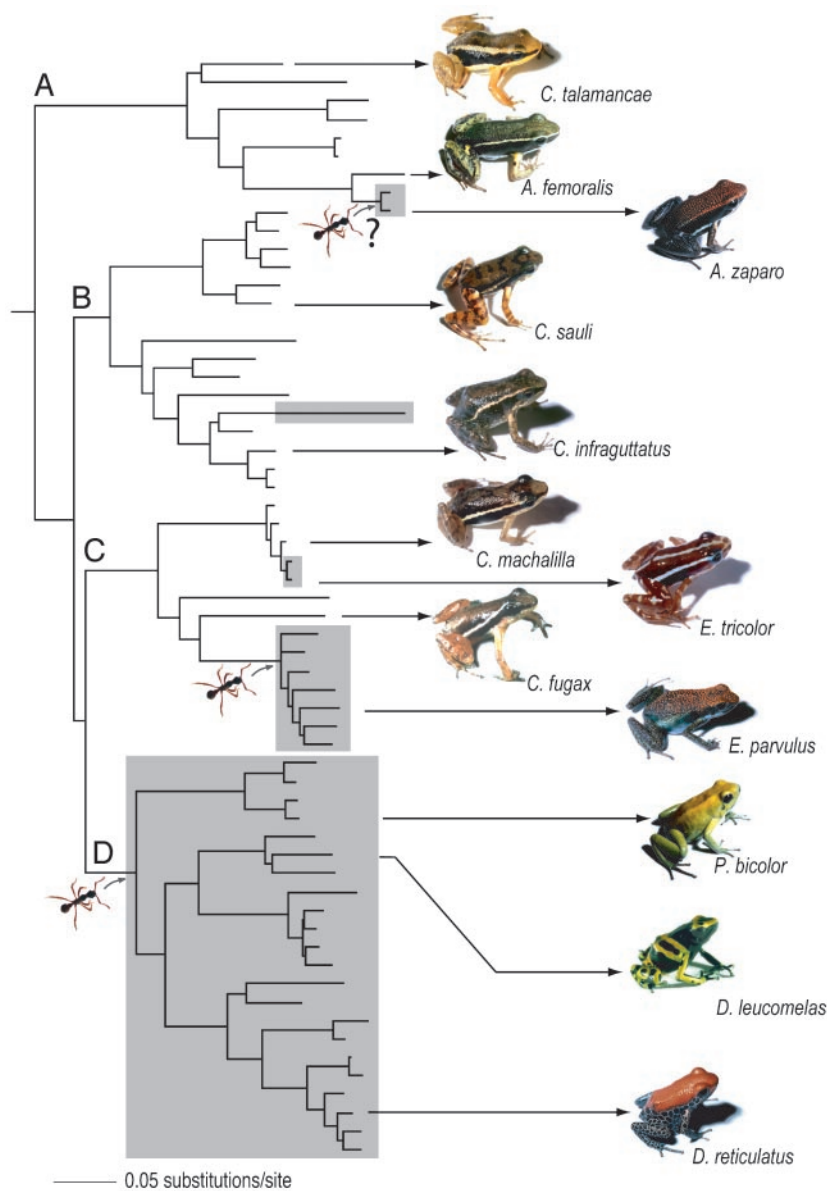 A
C. talamancae
A. femoralis
?
A. zaparo
B
C. sauli
C. infraguttatus
C
C. machalilla
E. tricolor
C. fugax
E. parvulus
P. bicolor
D
D. leucomelas
D. reticulatus
0.05 substitutions/site